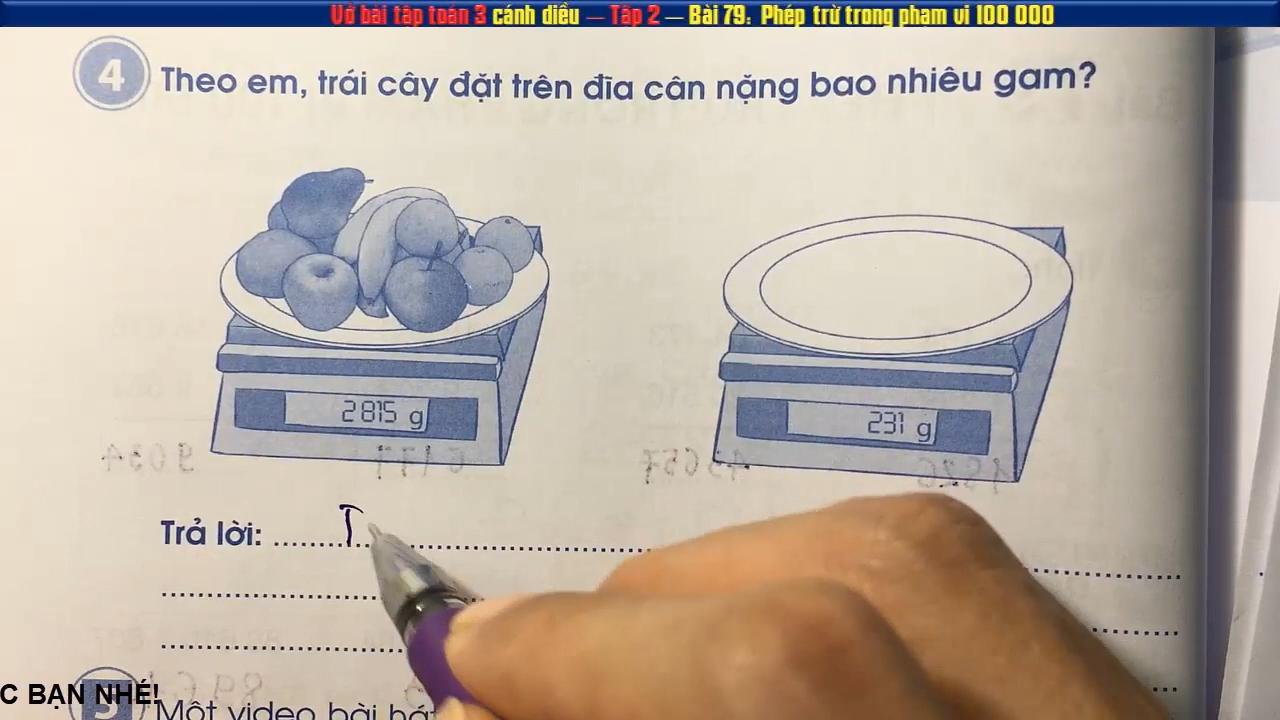 Vở bài tập toán 3 cánh diều — Tập 2 — Bài 79: Phép trừ trong phạm vi 100 000
4 Theo em, trái cây đặt trên đĩa cân nặng bao nhiêu gam?
2815 g
231 g
Trả lời: T
C BẠN NHÉ!
5 Một video bài hát